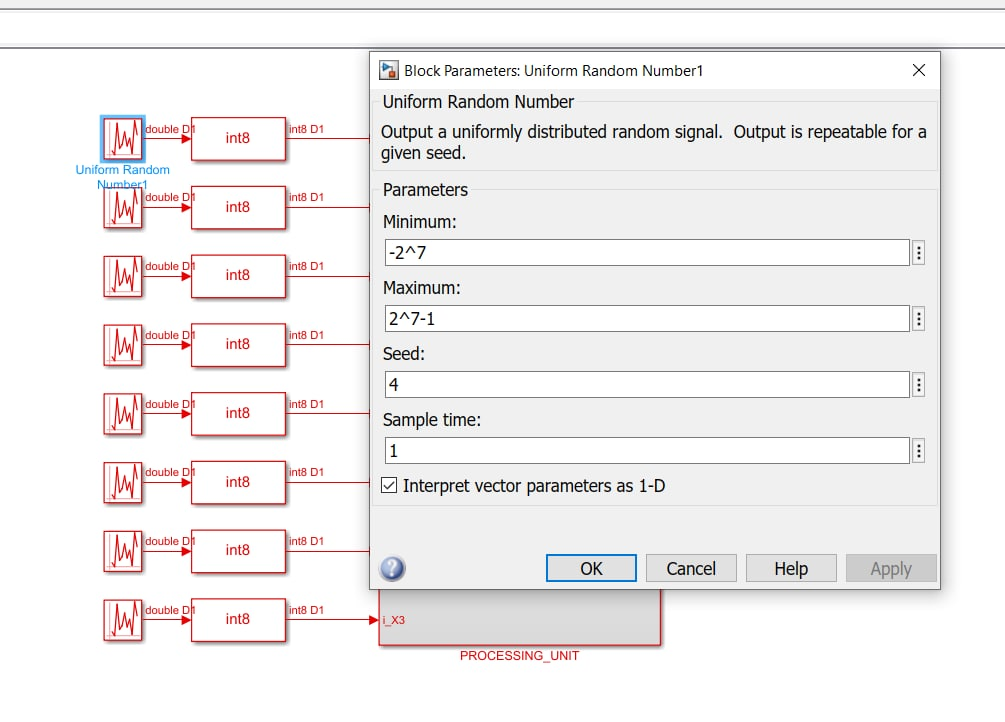 Block Parameters: Uniform Random Number1
Uniform Random Number
Output a uniformly distributed random signal.  Output is repeatable for a
given seed.
Parameters
Minimum:
-2^7
Maximum:
2^7-1
Seed:
4
Sample time:
1
Interpret vector parameters as 1-D
OK
Cancel
Help
Apply
double D1
int8
int8 D1
Uniform Random
Number1
double D1
int8
int8 D1
double D1
int8
int8 D1
double D1
int8
int8 D1
double D1
int8
int8 D1
double D1
int8
int8 D1
double D1
int8
int8 D1
double D1
int8
int8 D1
i_X3
PROCESSING_UNIT